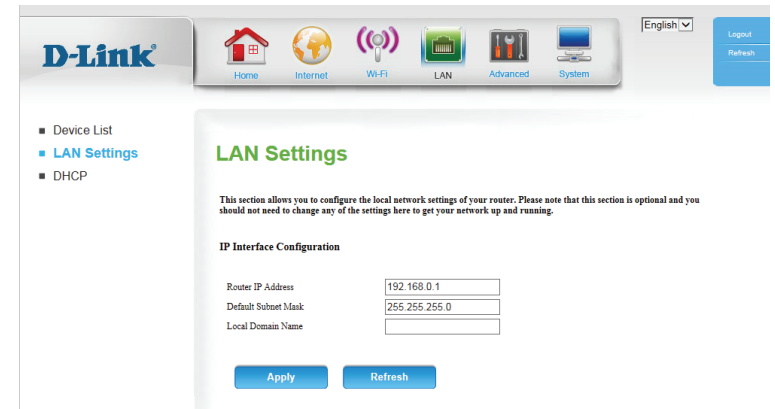 English
Logout
Refresh
D-Link
Home Internet Wi-Fi LAN Advanced System
Device List
LAN Settings
DHCP
LAN Settings
This section allows you to configure the local network settings of your router. Please note that this section is optional and you
should not need to change any of the settings here to get your network up and running.
IP Interface Configuration
Router IP Address 192.168.0.1
Default Subnet Mask 255.255.255.0
Local Domain Name
Apply Refresh